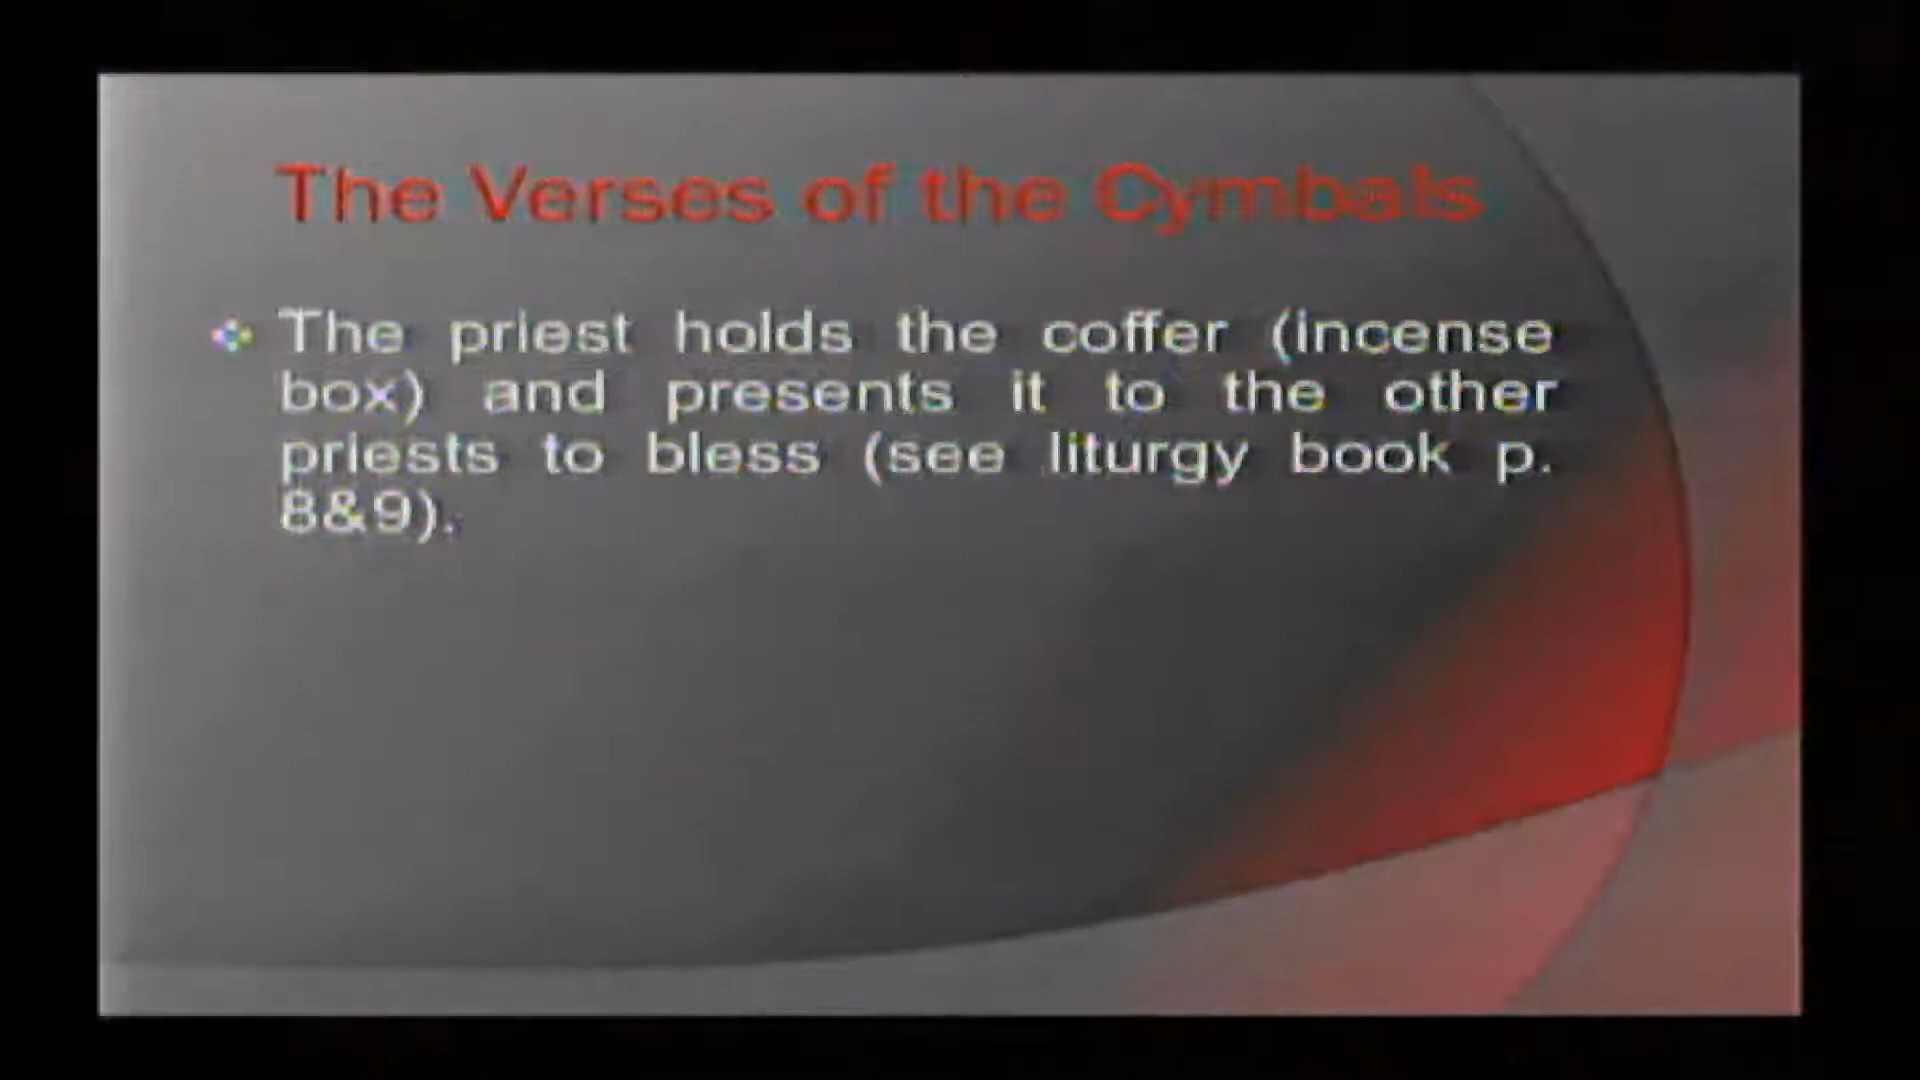 The Verses of the Cymbals
The priest holds the coffer (incense
box) and presents it to the other
priests to bless (see liturgy book p.
8&9).